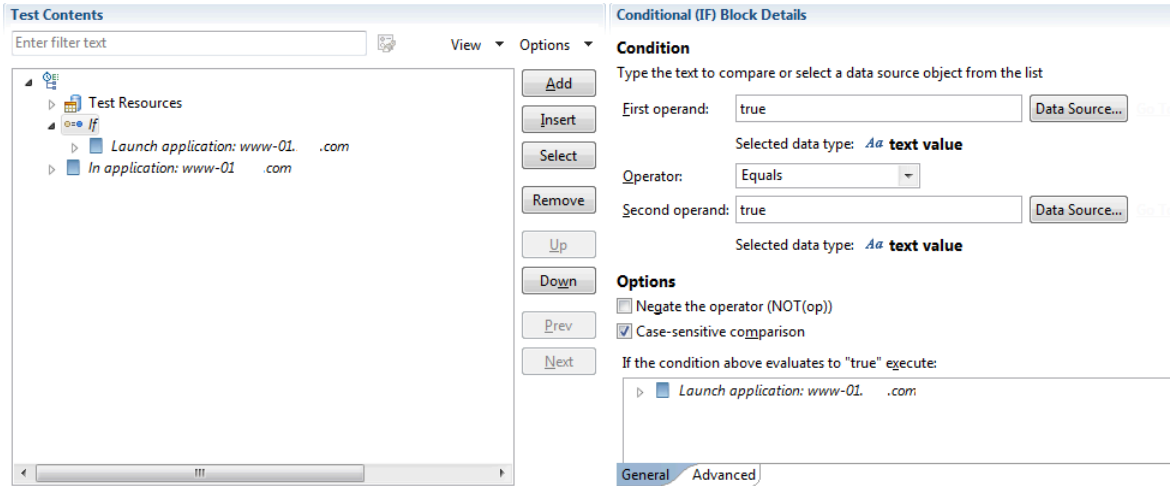 Test Contents
Enter filter text
View
Options
Test Resources
If
Launch application: www-01. .com
In application: www-01 .com
Add
Insert
Select
Remove
Up
Down
Prev
Next
Conditional (IF) Block Details
Condition
Type the text to compare or select a data source object from the list
First operand: true Data Source...
Selected data type: Aa text value
Operator: Equals
Second operand: true Data Source...
Selected data type: Aa text value
Options
Negate the operator (NOT(op))
Case-sensitive comparison
If the condition above evaluates to "true" execute:
Launch application: www-01. .com
General Advanced